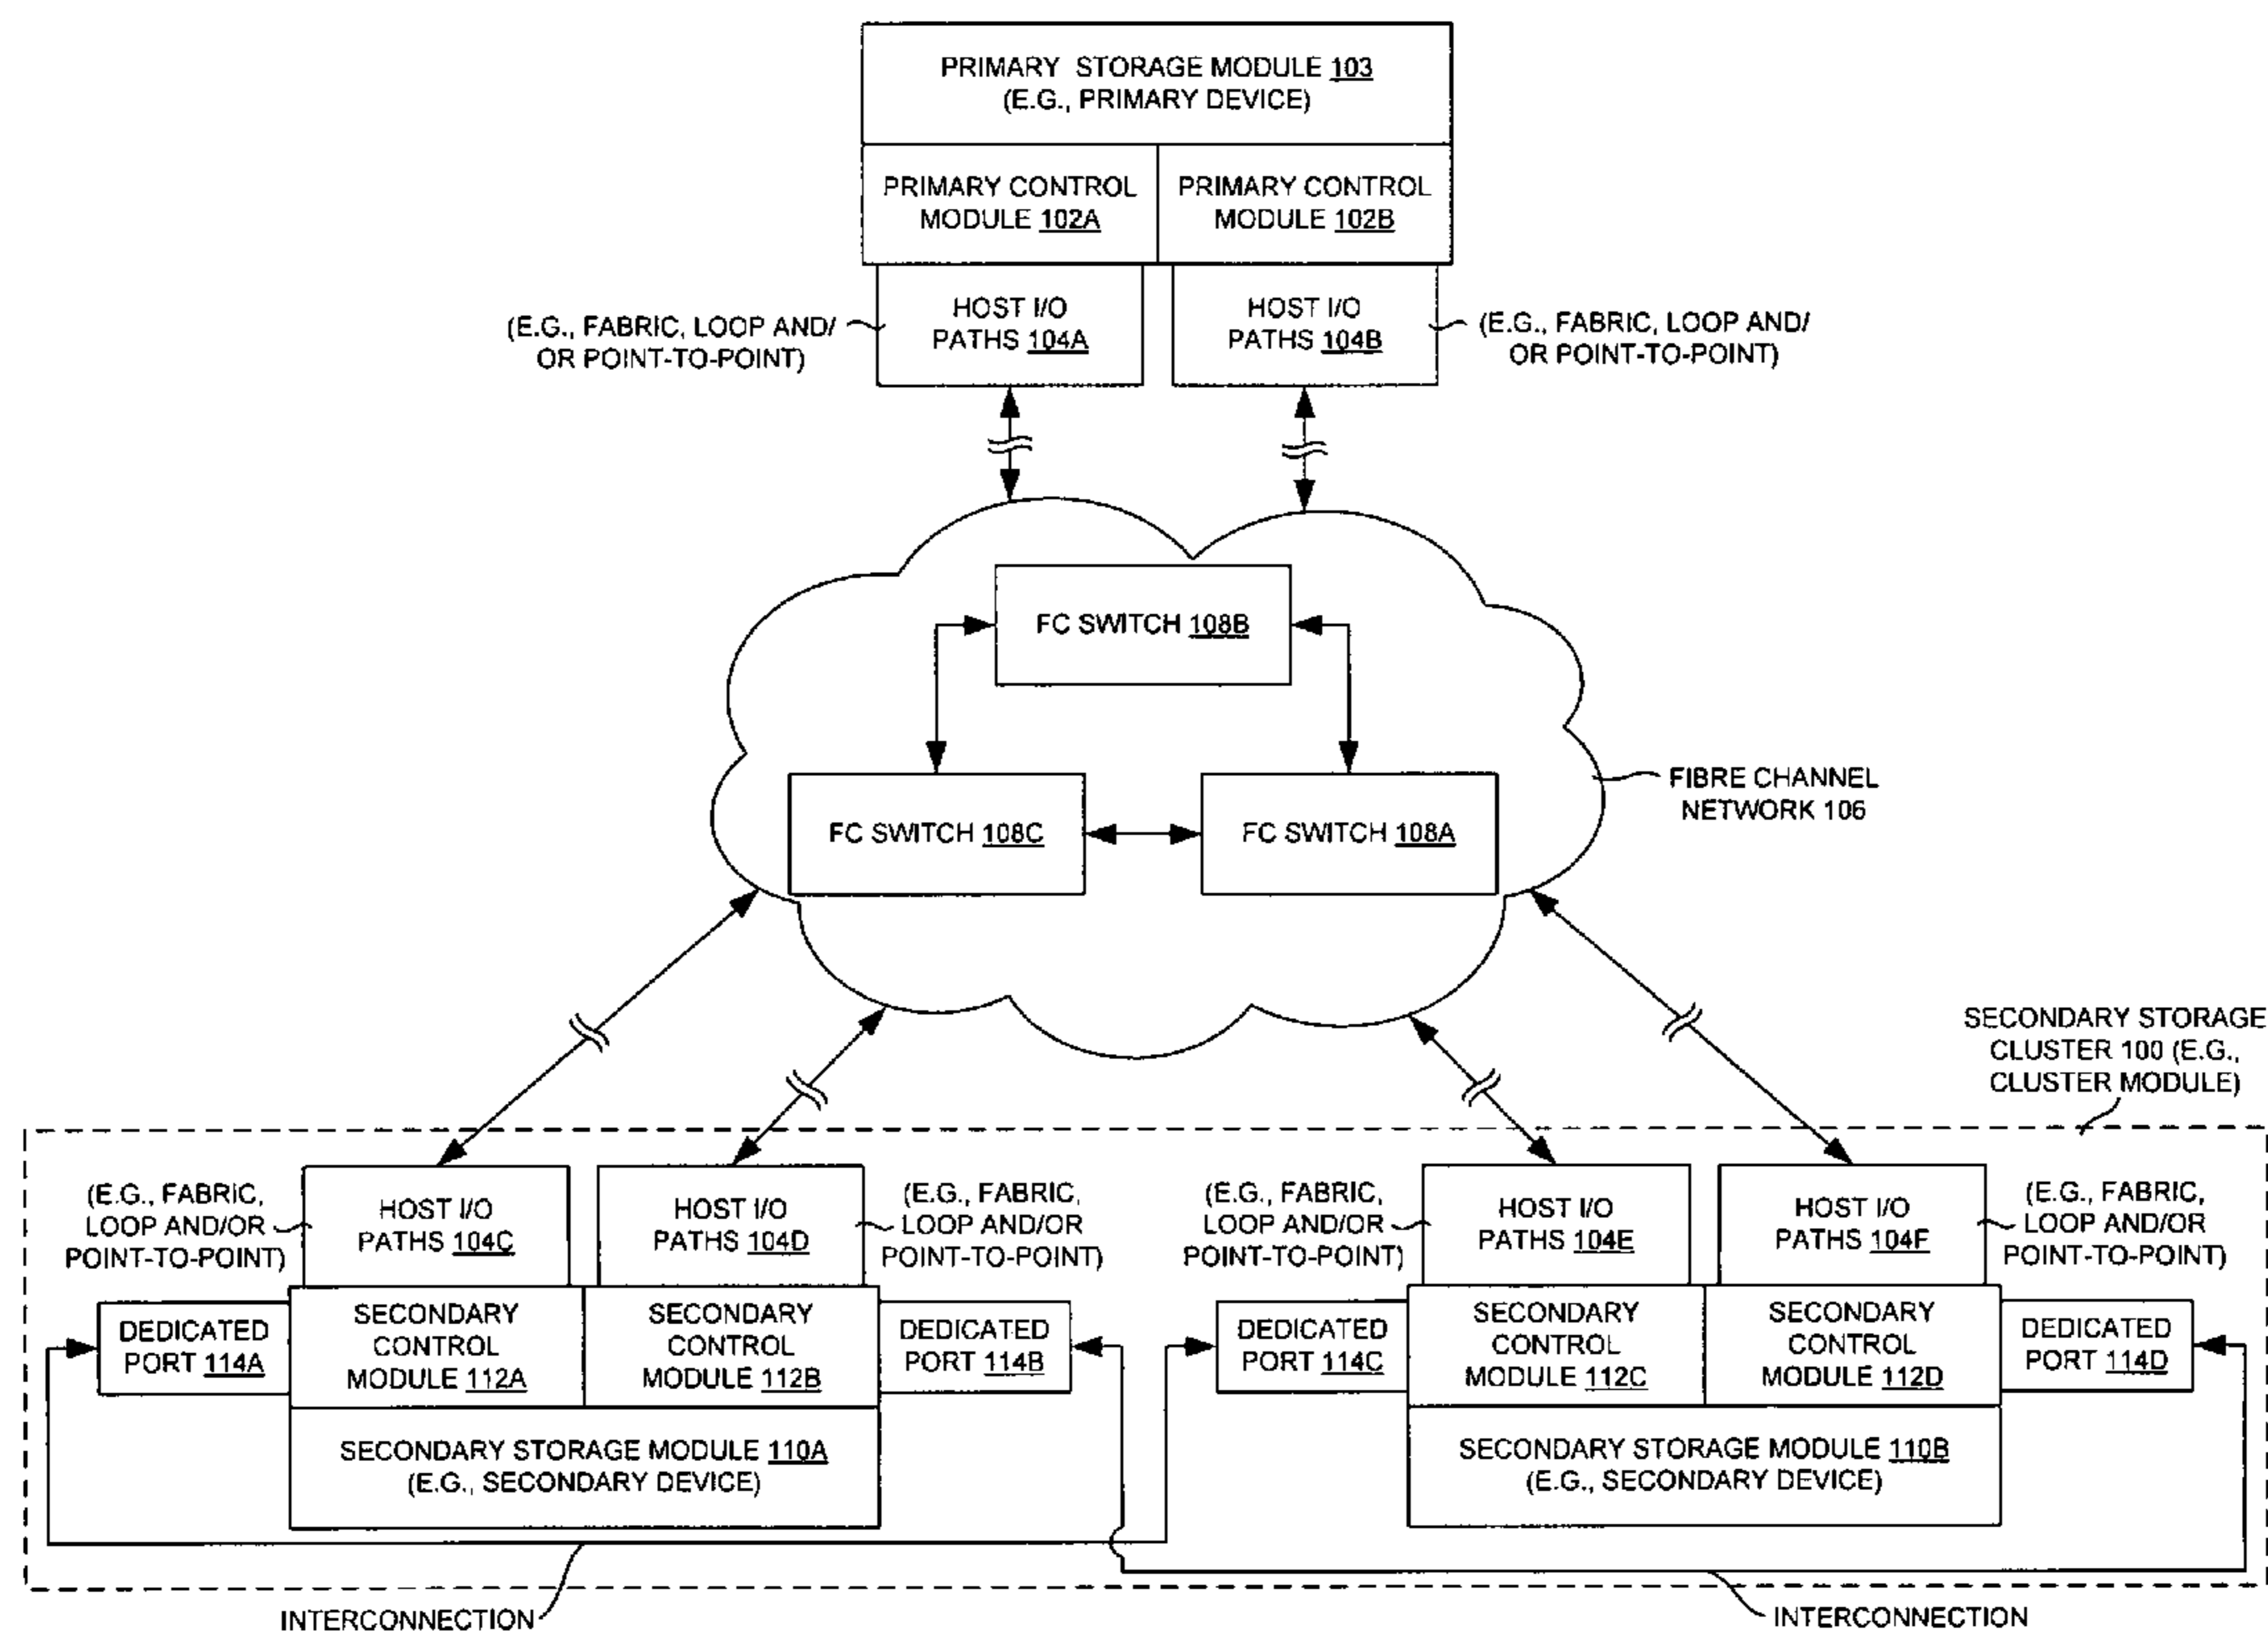 PRIMARY STORAGE MODULE 103
(E.G., PRIMARY DEVICE)
PRIMARY CONTROL
MODULE 102A
PRIMARY CONTROL
MODULE 102B
(E.G., FABRIC, LOOP AND/
OR POINT-TO-POINT)
HOST I/O
PATHS 104A
HOST I/O
PATHS 104B
(E.G., FABRIC, LOOP AND/
OR POINT-TO-POINT)
FC SWITCH 108B
FC SWITCH 108C
FC SWITCH 108A
FIBRE CHANNEL
NETWORK 106
SECONDARY STORAGE
CLUSTER 100 (E.G.,
CLUSTER MODULE)
(E.G., FABRIC,
LOOP AND/OR
POINT-TO-POINT)
HOST I/O
PATHS 104C
HOST I/O
PATHS 104D
(E.G., FABRIC,
LOOP AND/OR
POINT-TO-POINT)
(E.G., FABRIC,
LOOP AND/OR
POINT-TO-POINT)
HOST I/O
PATHS 104E
HOST I/O
PATHS 104F
(E.G., FABRIC,
LOOP AND/OR
POINT-TO-POINT)
DEDICATED
PORT 114A
SECONDARY
CONTROL
MODULE 112A
SECONDARY
CONTROL
MODULE 112B
DEDICATED
PORT 114B
DEDICATED
PORT 114C
SECONDARY
CONTROL
MODULE 112C
SECONDARY
CONTROL
MODULE 112D
DEDICATED
PORT 114D
SECONDARY STORAGE MODULE 110A
(E.G., SECONDARY DEVICE)
SECONDARY STORAGE MODULE 110B
(E.G., SECONDARY DEVICE)
INTERCONNECTION
INTERCONNECTION